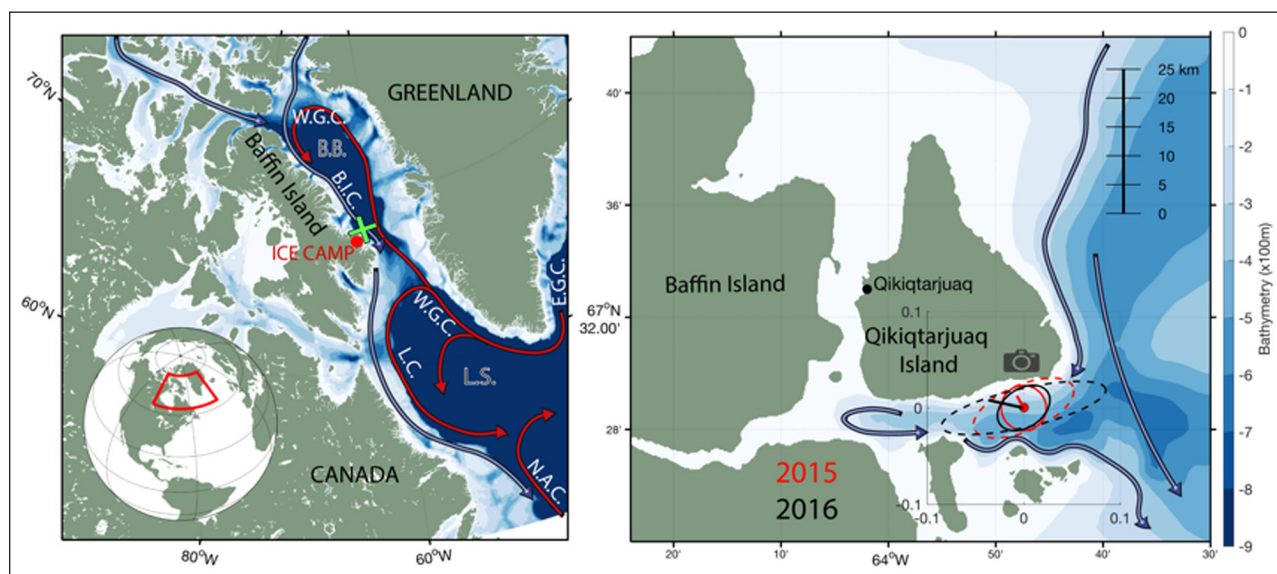 70°N
60°N
80°W
60°W
GREENLAND
W.G.C.
B.B.
B.I.C.
Baffin Island
ICE CAMP
E.G.C.
W.G.C.
L.C.
L.S.
N.A.C.
CANADA
40'
36'
67°N
32.00'
28'
20'
10'
64°W
50'
40'
30'
25 km
20
15
10
5
0
Baffin Island
Qikiqtarjuaq
Qikiqtarjuaq
Island
0.1
0
-0.1
-0.1
0
0.1
2015
2016
0
-1
-2
-3
-4
-5
-6
-7
-8
-9
Bathymetry (x100m)